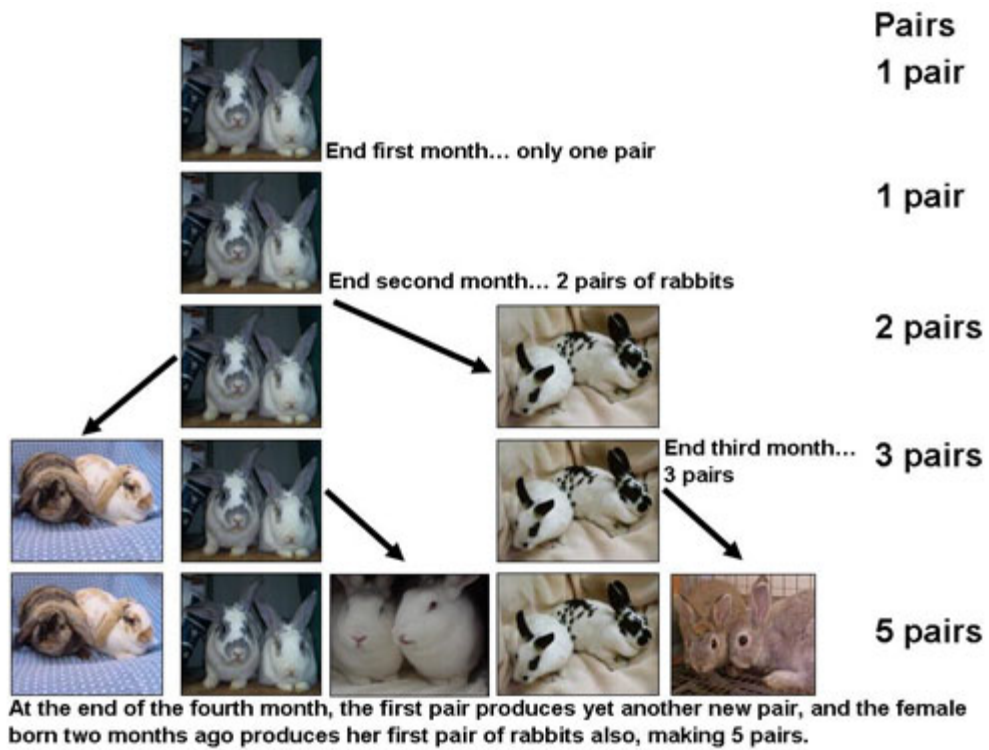 Pairs
1 pair
End first month... only one pair
1 pair
End second month... 2 pairs of rabbits
2 pairs
End third month...
3 pairs
3 pairs
5 pairs
At the end of the fourth month, the first pair produces yet another new pair, and the female
born two months ago produces her first pair of rabbits also, making 5 pairs.